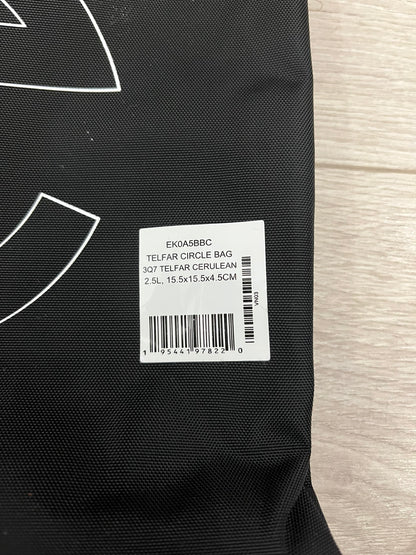 EK0A5BBC
TELFAR CIRCLE BAG
3Q7 TELFAR CERULEAN
2.5L, 15.5x15.5x4.5CM
VN03
1 95441 97822 0